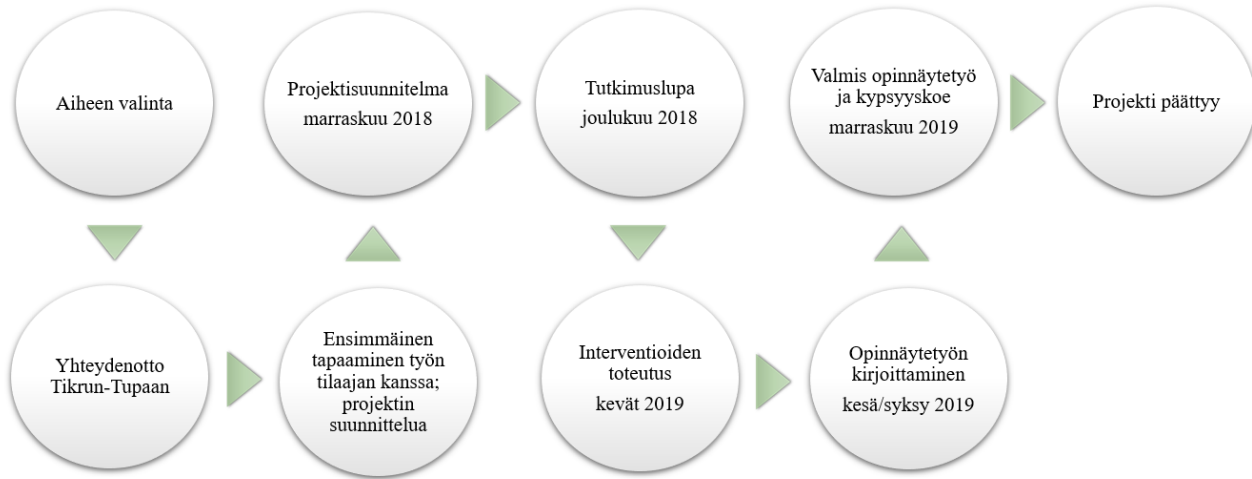 Aiheen valinta
Projektisuunnitelma
marraskuu 2018
Tutkimuslupa
joulukuu 2018
Valmis opinnäytetyö
ja kypsyyskoe
marraskuu 2019
Projekti päättyy
Yhteydenotto
Tikrun-Tupaan
Ensimmäinen
tapaaminen työn
tilaajan kanssa;
projektin
suunnittelua
Interventioiden
toteutus
kevät 2019
Opinnäytetyön
kirjoittaminen
kesä/syksy 2019